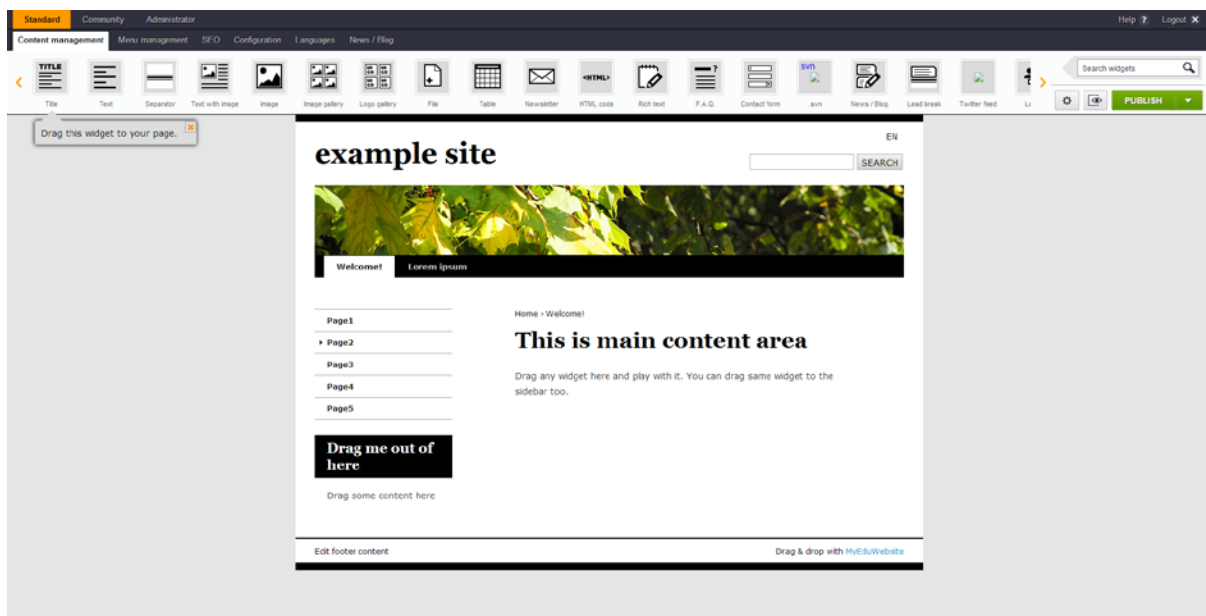 Standard Community Administrator Help ? Logout X
Content management Menu management SEO Configuration Languages News / Blog
TITLE
<HTML>
?
svn
Search widgets
Title Text Separator Text with image Image Image gallery Logo gallery File Table Newsletter HTML code Rich text F.A.Q. Contact form .svn News / Blog Lead break Twitter feed
PUBLISH
Drag this widget to your page.
EN
example site
SEARCH
Welcome! Lorem ipsum
Home › Welcome!
Page1
This is main content area
Page2
Page3
Drag any widget here and play with it. You can drag same widget to the
Page4
sidebar too.
Page5
Drag me out of
here
Drag some content here
Edit footer content Drag & drop with MyEduWebsite